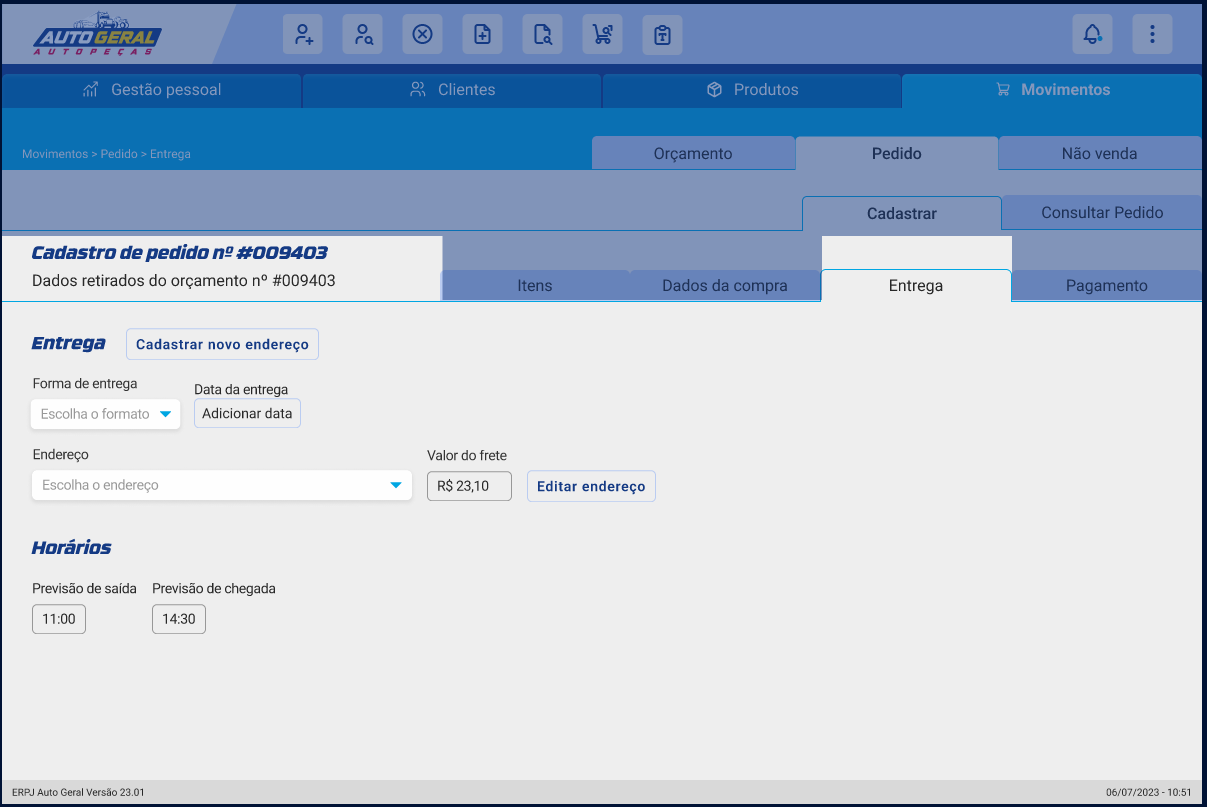 AUTO GERAL
AUTOPEÇAS
Gestão pessoal
Clientes
Produtos
Movimentos
Movimentos > Pedido > Entrega
Orçamento
Pedido
Não venda
Cadastrar
Consultar Pedido
Cadastro de pedido nº #009403
Dados retirados do orçamento nº #009403
Itens
Dados da compra
Entrega
Pagamento
Entrega
Cadastrar novo endereço
Forma de entrega
Data da entrega
Escolha o formato
Adicionar data
Endereço
Valor do frete
Escolha o endereço
R$ 23,10
Editar endereço
Horários
Previsão de saída
Previsão de chegada
11:00
14:30
ERPJ Auto Geral Versão 23.01
06/07/2023 - 10:51